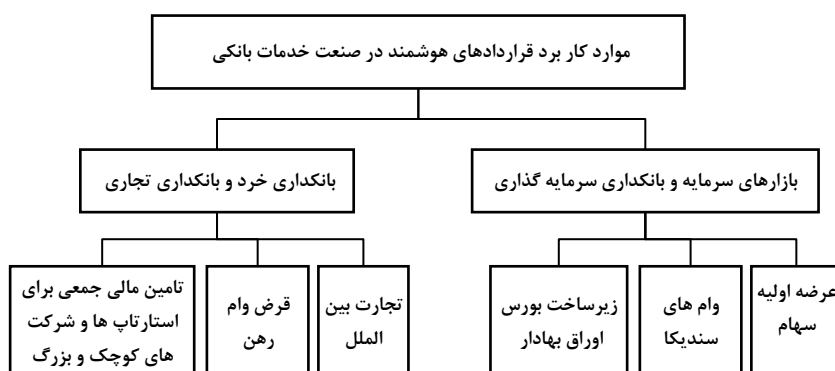 موارد کار برد قراردادهای هوشمند در صنعت خدمات بانکی
بازارهای سرمایه و بانکداری سرمایه گذاری
بانکداری خرد و بانکداری تجاری
عرضه اولیه
سهام
وام های
سندیکا
زیرساخت بورس
اوراق بهادار
تجارت بین
الملل
قرض وام
رهن
تامین مالی جمعی برای
استارتاپ ها و شرکت
های کوچک و بزرگ